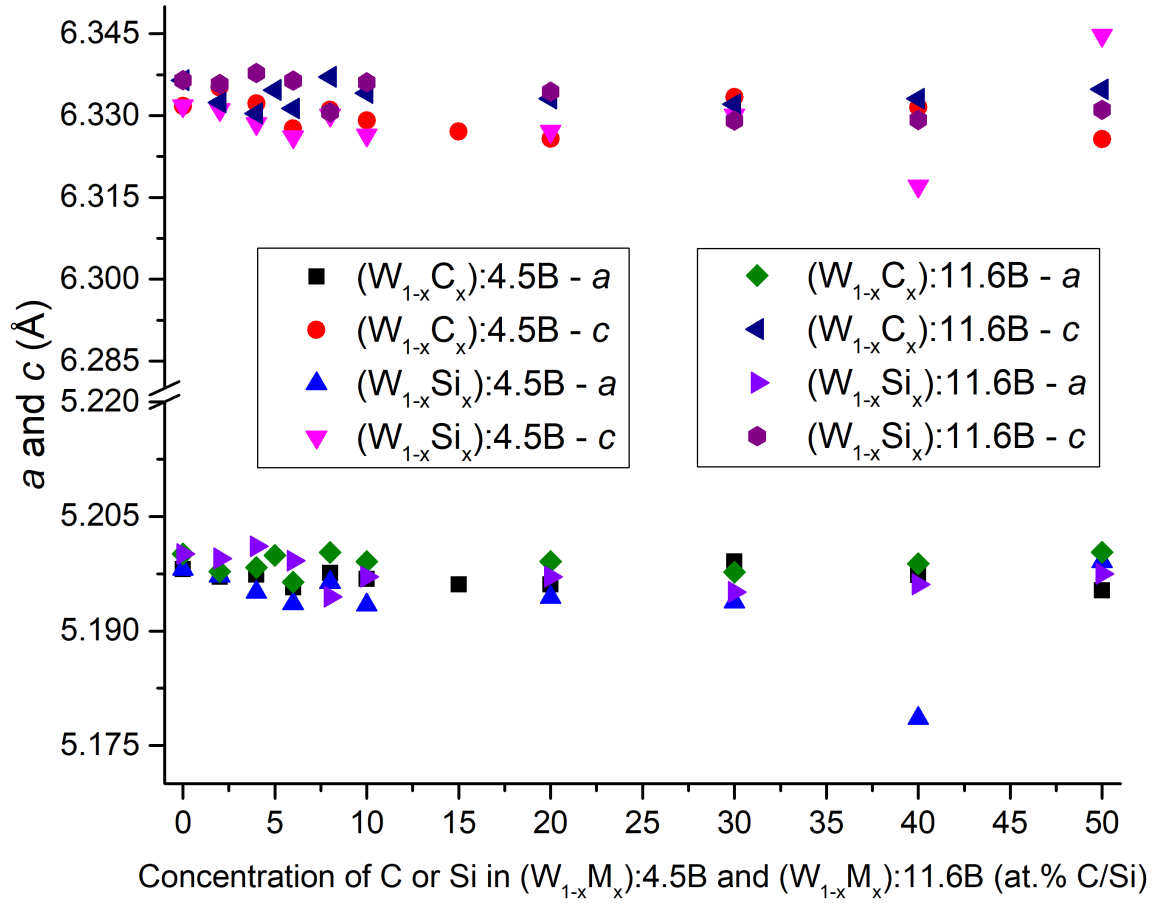 6.345
6.330
6.315
6.300
6.285
5.220
5.205
5.190
5.175
a and c (Å)
(W1-xCx):4.5B - a
(W1-xCx):4.5B - c
(W1-xSix):4.5B - a
(W1-xSix):4.5B - c
(W1-xCx):11.6B - a
(W1-xCx):11.6B - c
(W1-xSix):11.6B - a
(W1-xSix):11.6B - c
0 5 10 15 20 25 30 35 40 45 50
Concentration of C or Si in (W1-xMx):4.5B and (W1-xMx):11.6B (at.% C/Si)